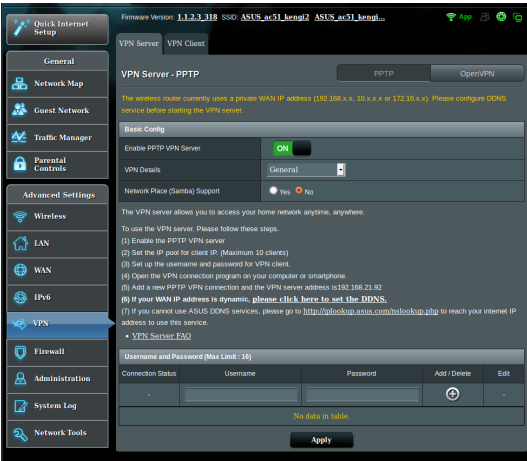 Quick Internet
Setup
Firmware Version: 1.1.2.3_318 SSID: ASUS_ac51_kengi2 ASUS_ac51_kengi...
App
VPN Server VPN Client
General
Network Map
Guest Network
Traffic Manager
Parental
Controls
Advanced Settings
Wireless
LAN
WAN
IPv6
VPN
Firewall
Administration
System Log
Network Tools
VPN Server - PPTP
PPTP OpenVPN
The wireless router currently uses a private WAN IP address (192.168.x.x, 10.x.x.x or 172.16.x.x). Please configure DDNS
service before starting the VPN server.
Basic Config
Enable PPTP VPN Server ON
VPN Details General
Network Place (Samba) Support Yes No
The VPN server allows you to access your home network anytime, anywhere.
To use the VPN server. Please follow these steps.
(1) Enable the PPTP VPN server
(2) Set the IP pool for client IP. (Maximum 10 clients)
(3) Set up the username and password for VPN client.
(4) Open the VPN connection program on your computer or smartphone.
(5) Add a new PPTP VPN connection and the VPN server address is192.168.21.92
(6) If your WAN IP address is dynamic, please click here to set the DDNS.
(7) If you cannot use ASUS DDNS services, please go to http://iplookup.asus.com/nslookup.php to reach your internet IP
address to use this service.
• VPN Server FAQ
Username and Password (Max Limit : 16)
Connection Status Username Password Add / Delete Edit
- -
No data in table.
Apply